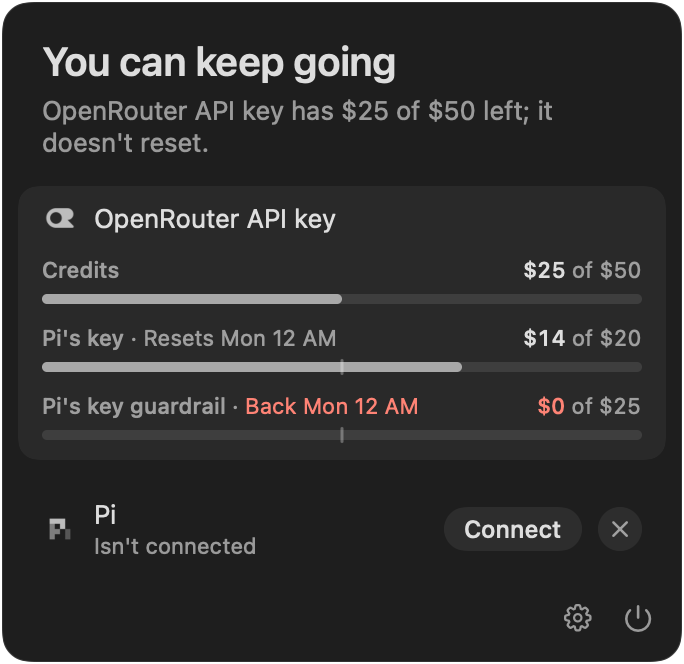 You can keep going
OpenRouter API key has $25 of $50 left; it
doesn't reset.
OpenRouter API key
Credits $25 of $50
Pi's key · Resets Mon 12 AM $14 of $20
Pi's key guardrail · Back Mon 12 AM $0 of $25
Pi
Isn't connected
Connect